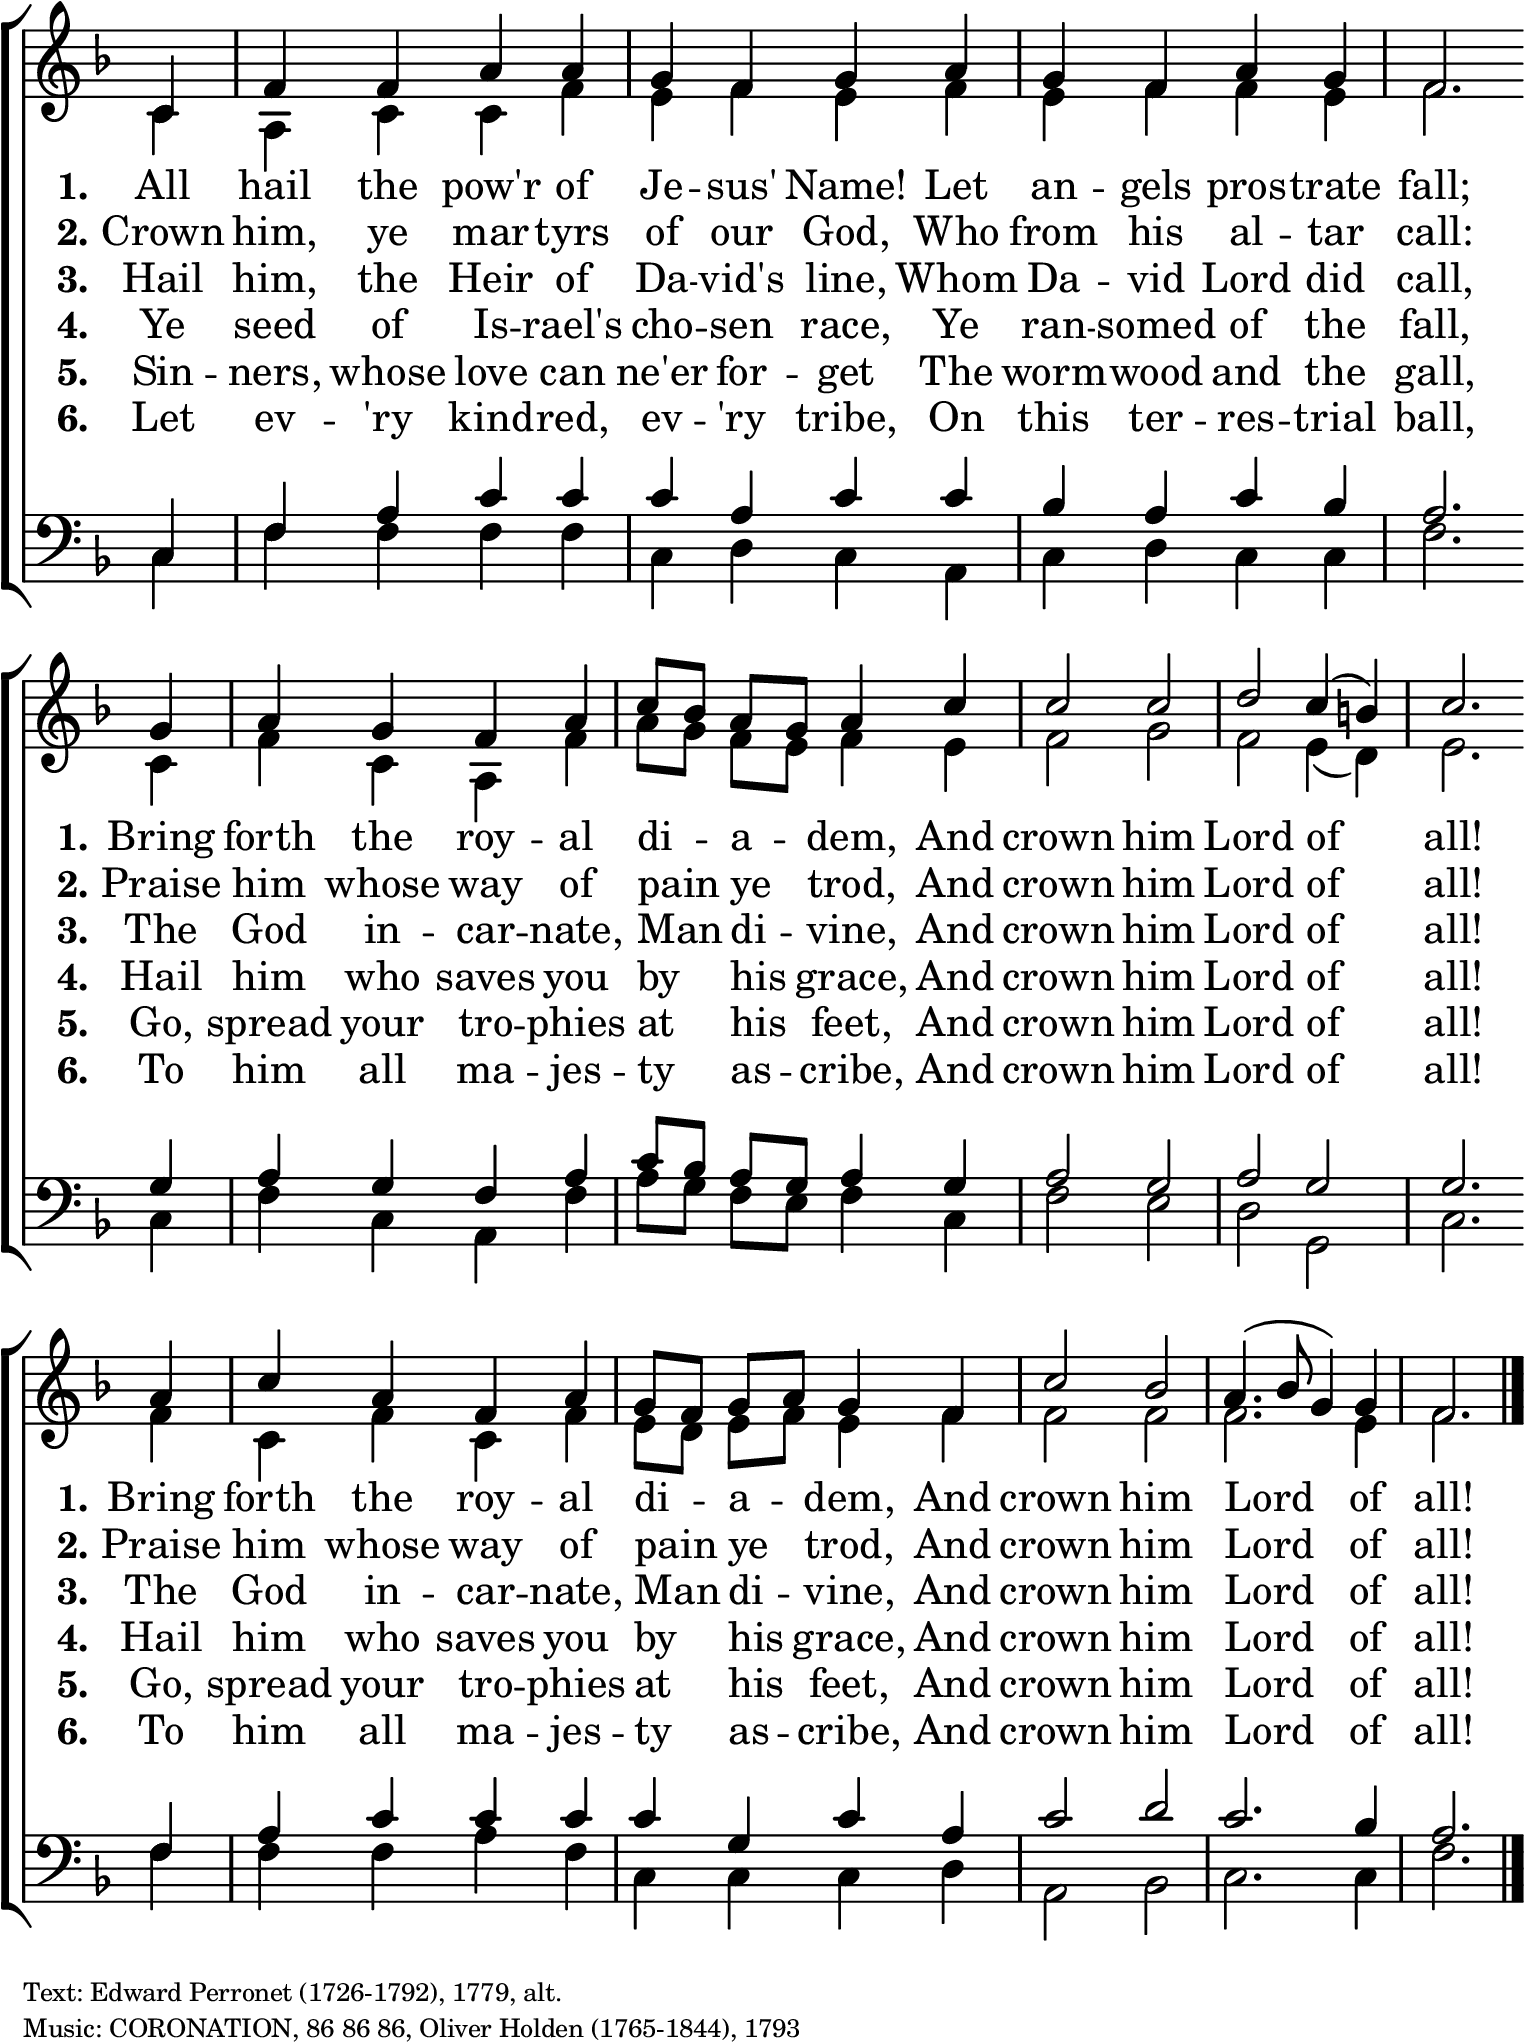 1. All hail the pow'r of Je -- sus' Name! Let an -- gels prostrate fall;
2. Crown him, ye martyrs of our God, Who from his al -- tar call:
3. Hail him, the Heir of Da -- vid's line, Whom Da -- vid Lord did call,
4. Ye seed of Is -- rael's cho -- sen race, Ye ran -- somed of the fall,
5. Sin -- ners, whose love can ne'er for -- get The wormwood and the gall,
6. Let ev -- 'ry kindred, ev -- 'ry tribe, On this ter -- res -- trial ball,
1. Bring forth the roy -- al di -- a -- dem, And crown him Lord of all!
2. Praise him whose way of pain ye trod, And crown him Lord of all!
3. The God in -- car -- nate, Man di -- vine, And crown him Lord of all!
4. Hail him who saves you by his grace, And crown him Lord of all!
5. Go, spread your tro -- phies at his feet, And crown him Lord of all!
6. To him all ma -- jes -- ty as -- cribe, And crown him Lord of all!
1. Bring forth the roy -- al di -- a -- dem, And crown him Lord of all!
2. Praise him whose way of pain ye trod, And crown him Lord of all!
3. The God in -- car -- nate, Man di -- vine, And crown him Lord of all!
4. Hail him who saves you by his grace, And crown him Lord of all!
5. Go, spread your tro -- phies at his feet, And crown him Lord of all!
6. To him all ma -- jes -- ty as -- cribe, And crown him Lord of all!
Text: Edward Perronet (1726-1792), 1779, alt.
Music: CORONATION, 86 86 86, Oliver Holden (1765-1844), 1793